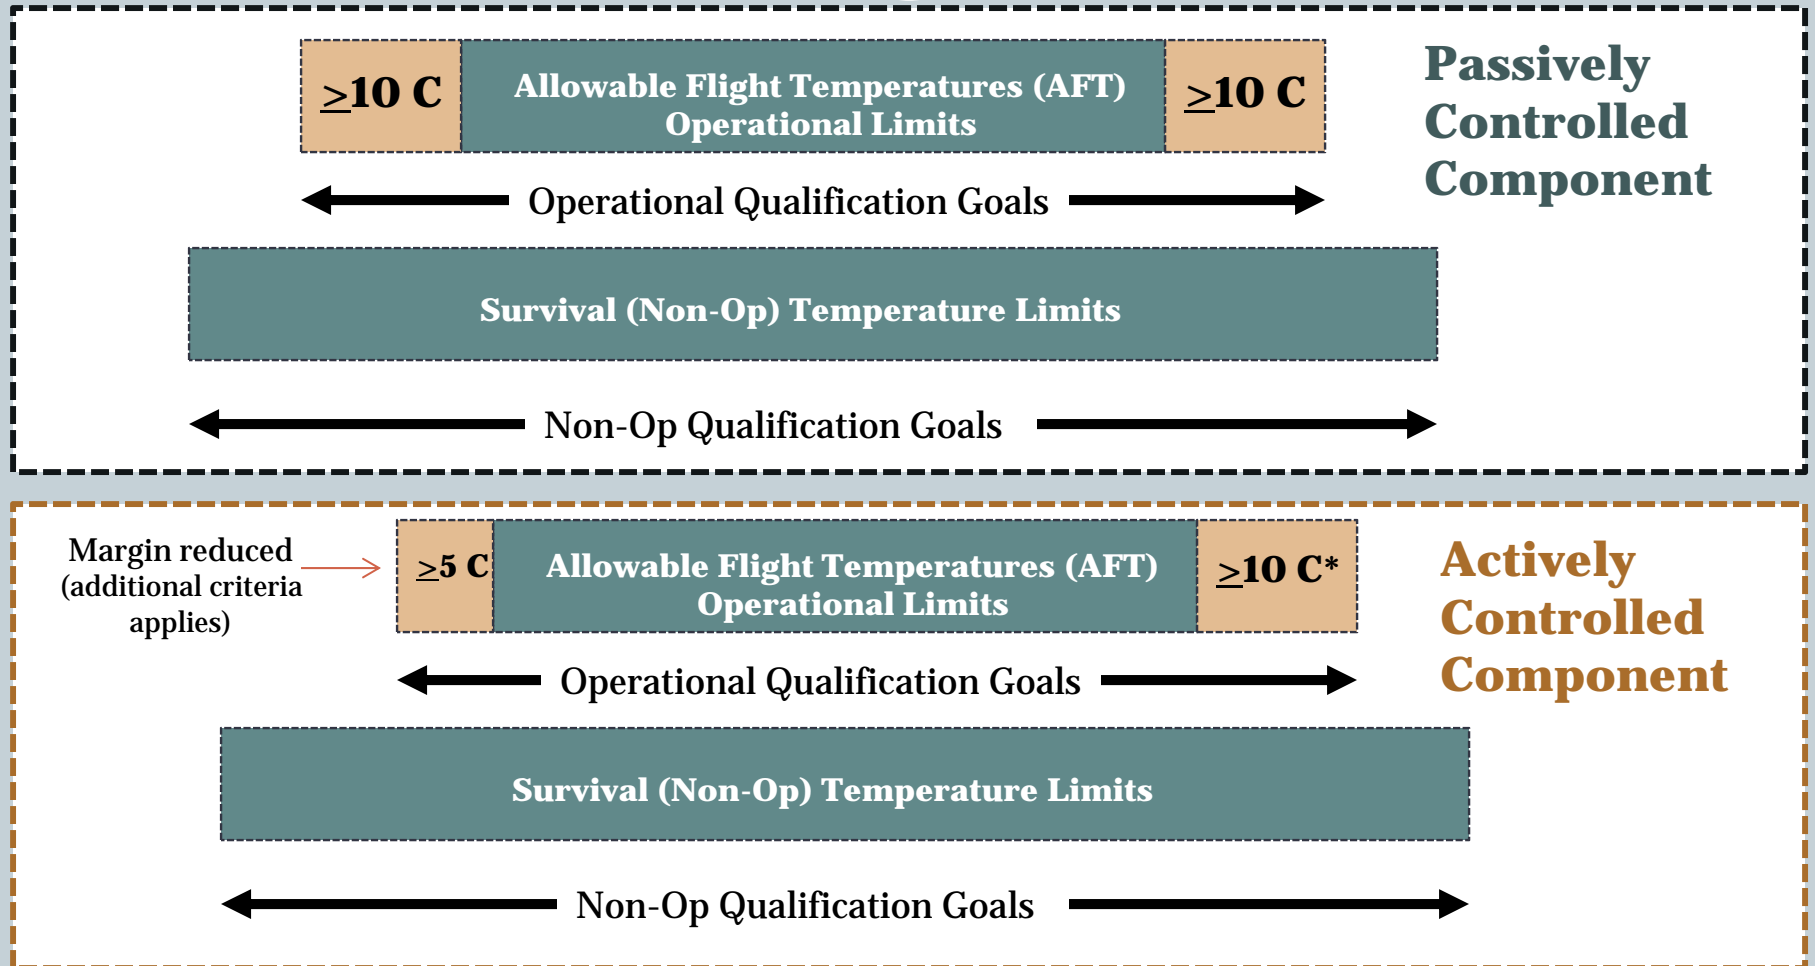 ≥10 C
Allowable Flight Temperatures (AFT)
Operational Limits
≥10 C
Passively
Controlled
Component
Operational Qualification Goals
Survival (Non-Op) Temperature Limits
Non-Op Qualification Goals
Margin reduced
(additional criteria
applies)
≥5 C
Allowable Flight Temperatures (AFT)
Operational Limits
≥10 C*
Actively
Controlled
Component
Operational Qualification Goals
Survival (Non-Op) Temperature Limits
Non-Op Qualification Goals